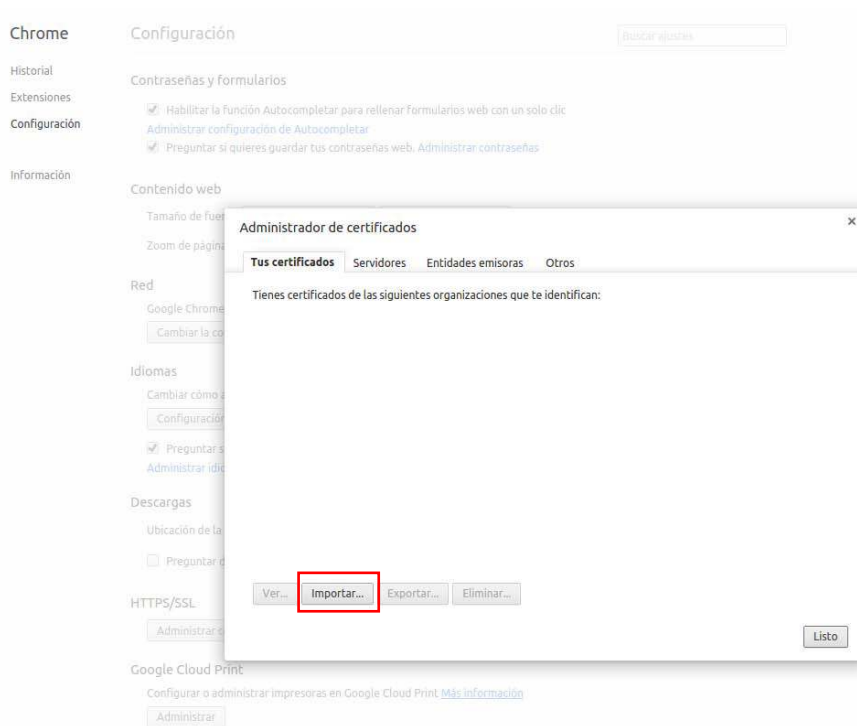 Chrome
Configuración
Buscar ajustes
Historial
Extensiones
Configuración
Información
Contraseñas y formularios
Habilitar la función Autocompletar para rellenar formularios web con un solo clic
Administrar configuración de Autocompletar
Preguntar si quieres guardar tus contraseñas web. Administrar contraseñas
Contenido web
Tamaño de fuen
Zoom de página
Red
Google Chrome
Cambiar la co
Idiomas
Cambiar cómo a
Configuración
Preguntar s
Administrar idio
Descargas
Ubicación de la
Preguntar d
HTTPS/SSL
Administrar c
Google Cloud Print
Configurar o administrar impresoras en Google Cloud Print Más información
Administrar
Administrador de certificados
×
Tus certificados Servidores Entidades emisoras Otros
Tienes certificados de las siguientes organizaciones que te identifican:
Ver... Importar... Exportar... Eliminar...
Listo